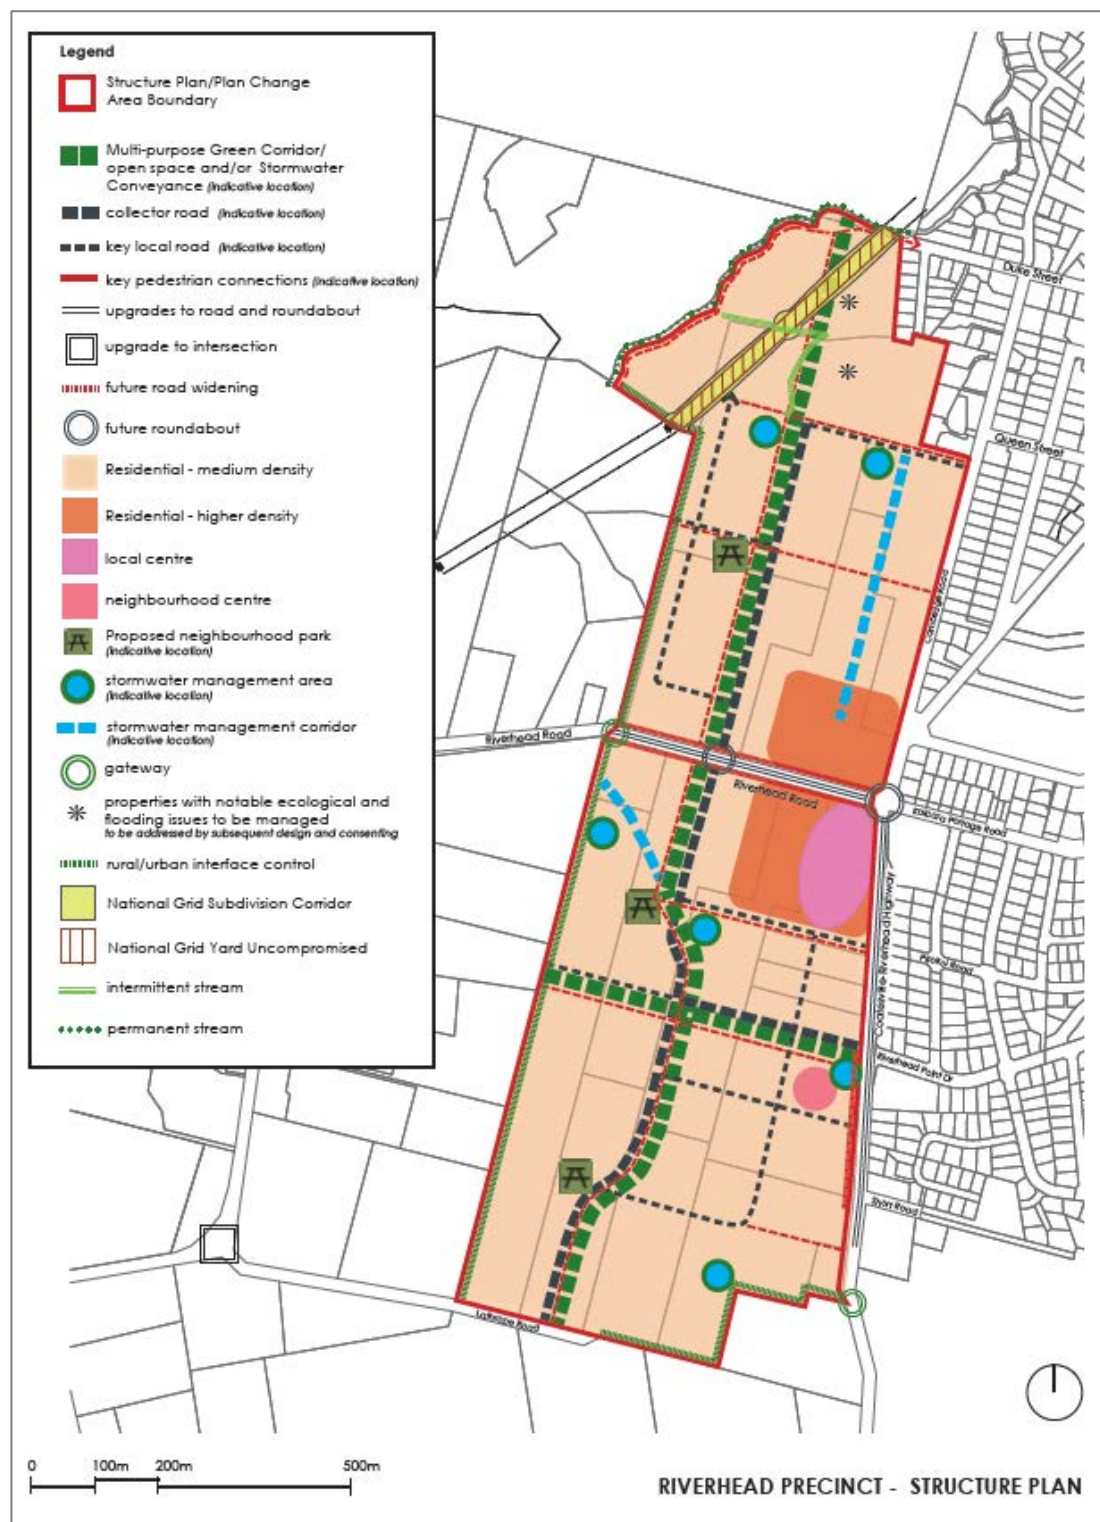 Legend
Structure Plan/Plan Change
Area Boundary
Multi-purpose Green Corridor/
open space and/or Stormwater
Conveyance (indicative location)
collector road (indicative location)
key local road (indicative location)
key pedestrian connections (indicative location)
upgrades to road and roundabout
upgrade to intersection
future road widening
future roundabout
Residential - medium density
Residential - higher density
local centre
neighbourhood centre
Proposed neighbourhood park
(indicative location)
stormwater management area
(indicative location)
stormwater management corridor
(indicative location)
gateway
properties with notable ecological and
flooding issues to be managed
to be addressed by subsequent design and consenting
rural/urban interface control
National Grid Subdivision Corridor
National Grid Yard Uncompromised
intermittent stream
permanent stream
Duke Street
Queen Street
Riverhead Road
Riverhead Road
Kaipara Portage Road
Coatesville-Riverhead Highway
Riverhead Point Dr
Lathrope Road
0 100m 200m 500m
RIVERHEAD PRECINCT - STRUCTURE PLAN